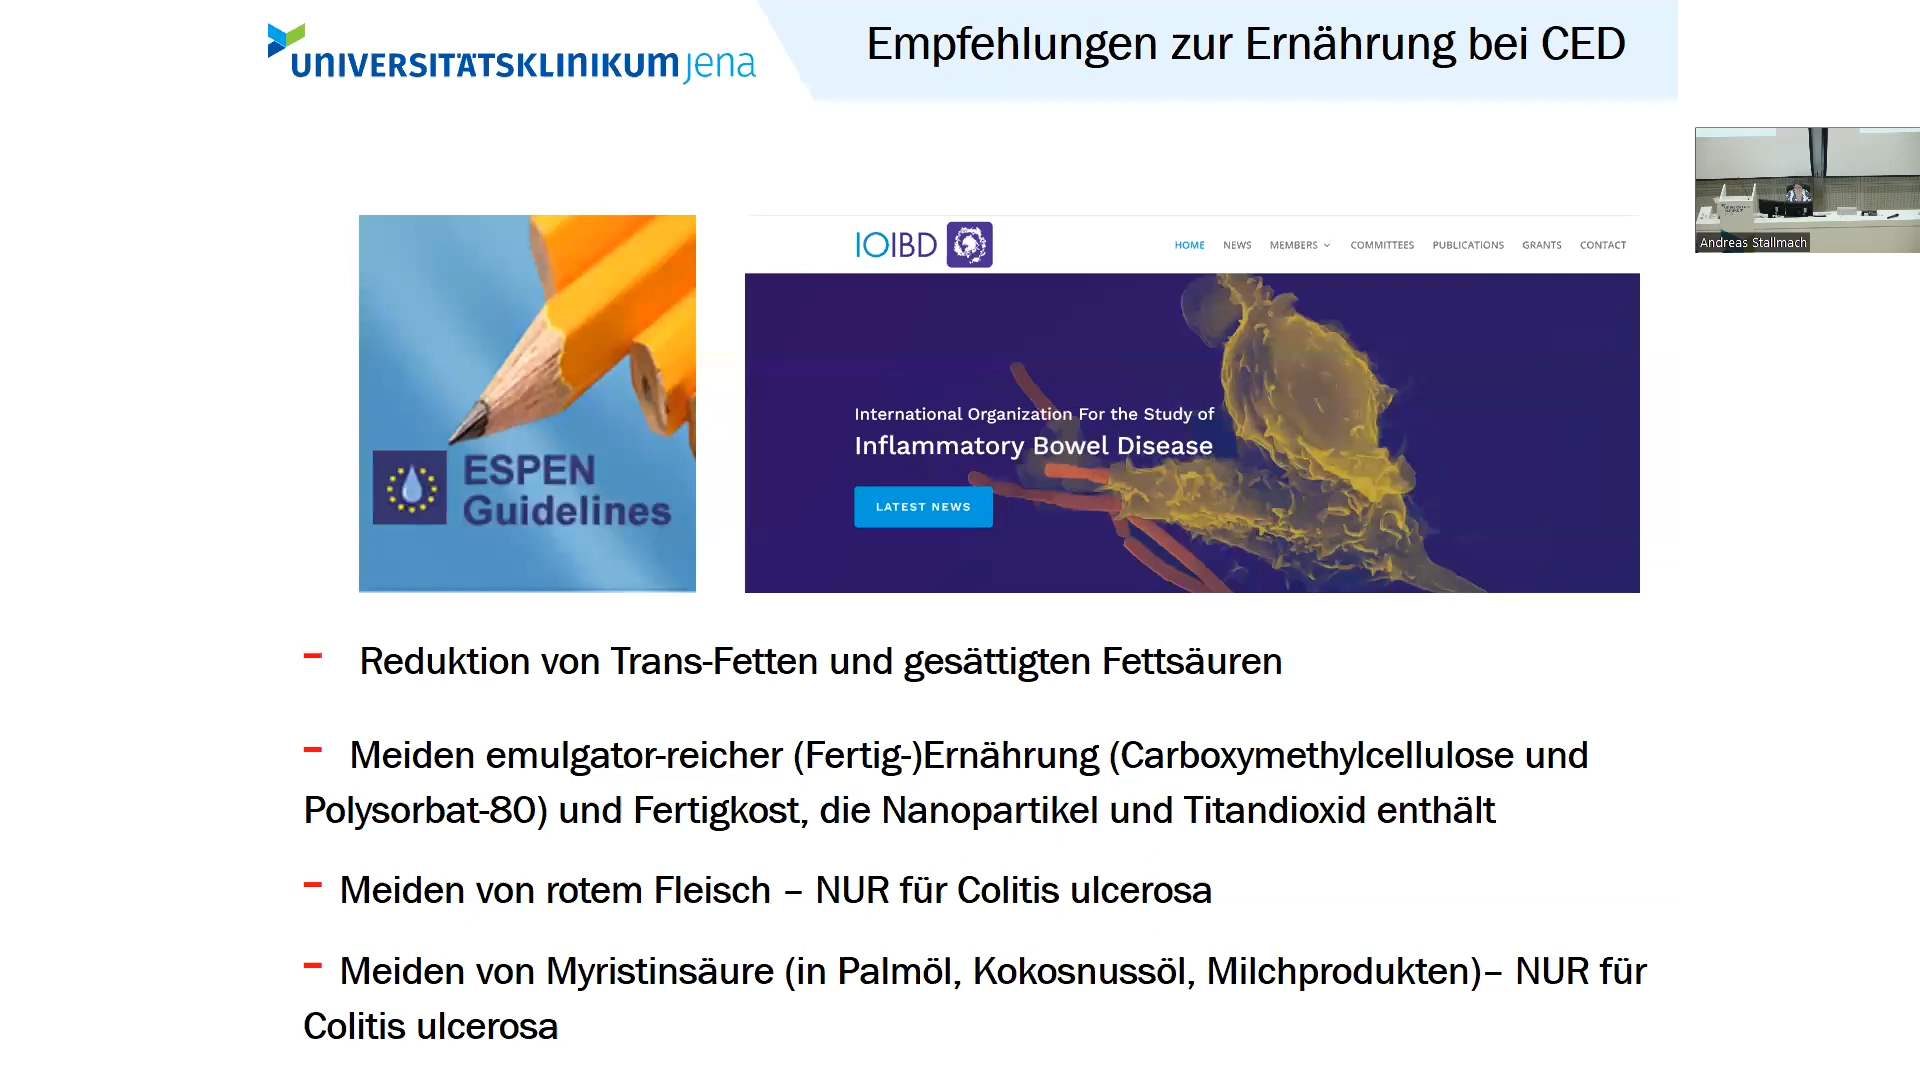 UNIVERSITÄTSKLINIKUM jena
Empfehlungen zur Ernährung bei CED
Andreas Stallmach
IOIBD
HOME NEWS MEMBERS COMMITTEES PUBLICATIONS GRANTS CONTACT
ESPEN
Guidelines
International Organization For the Study of
Inflammatory Bowel Disease
LATEST NEWS
- Reduktion von Trans-Fetten und gesättigten Fettsäuren
- Meiden emulgator-reicher (Fertig-)Ernährung (Carboxymethylcellulose und
Polysorbat-80) und Fertigkost, die Nanopartikel und Titandioxid enthält
- Meiden von rotem Fleisch – NUR für Colitis ulcerosa
- Meiden von Myristinsäure (in Palmöl, Kokosnussöl, Milchprodukten)– NUR für
Colitis ulcerosa